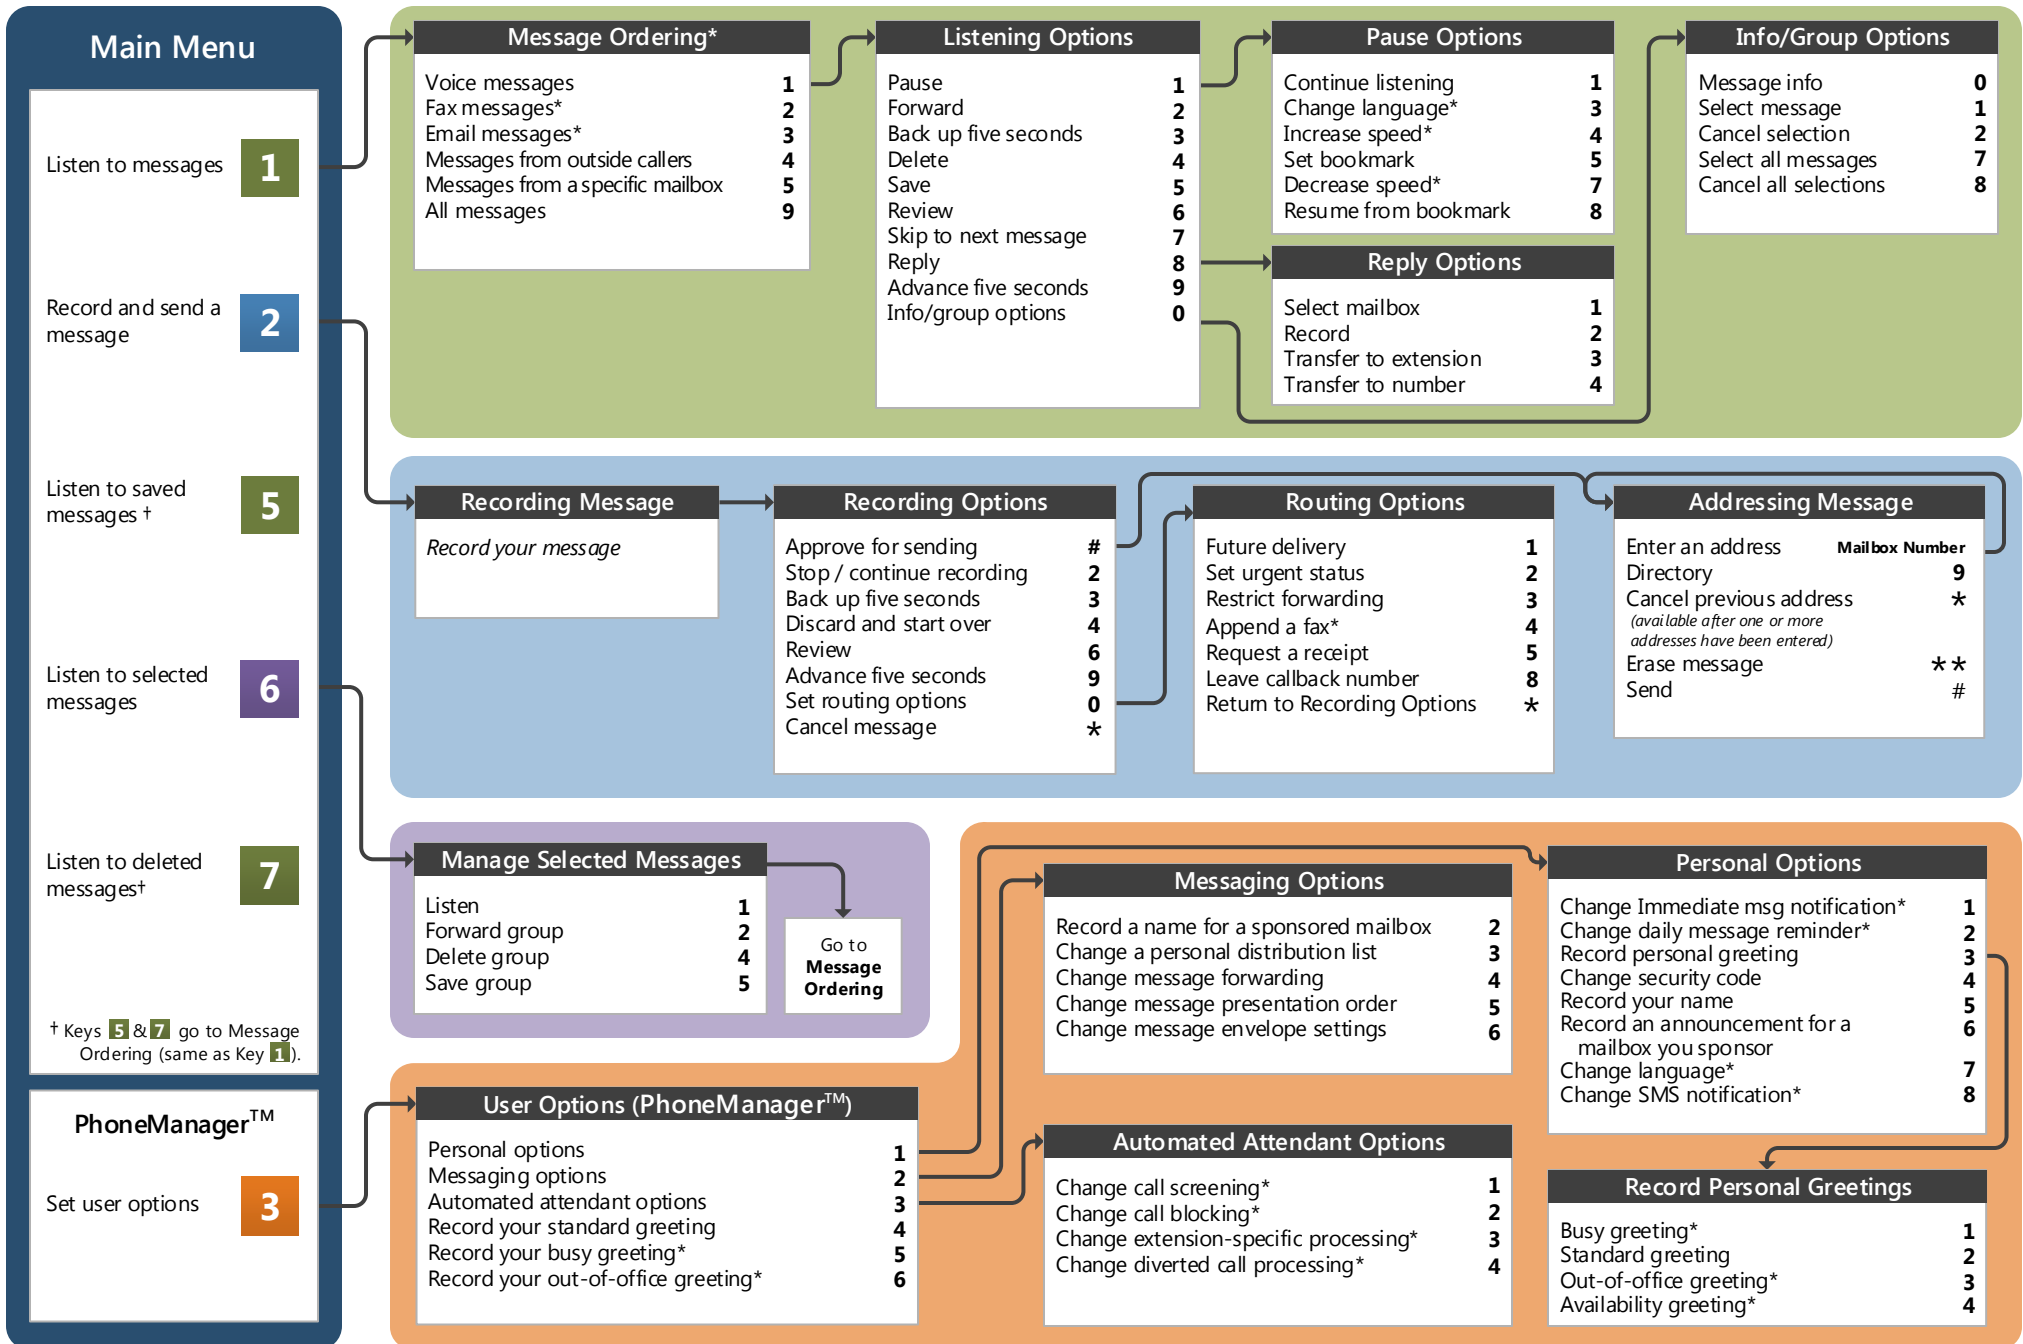 Main Menu
Listen to messages 1
Record and send a
message 2
Listen to saved
messages † 5
Listen to selected
messages 6
Listen to deleted
messages† 7
† Keys 5 & 7 go to Message
Ordering (same as Key 1).
PhoneManager™
Set user options 3
Message Ordering*
Voice messages 1
Fax messages* 2
Email messages* 3
Messages from outside callers 4
Messages from a specific mailbox 5
All messages 9
Listening Options
Pause 1
Forward 2
Back up five seconds 3
Delete 4
Save 5
Review 6
Skip to next message 7
Reply 8
Advance five seconds 9
Info/group options 0
Pause Options
Continue listening 1
Change language* 3
Increase speed* 4
Set bookmark 5
Decrease speed* 7
Resume from bookmark 8
Reply Options
Select mailbox 1
Record 2
Transfer to extension 3
Transfer to number 4
Info/Group Options
Message info 0
Select message 1
Cancel selection 2
Select all messages 7
Cancel all selections 8
Recording Message
Record your message
Recording Options
Approve for sending #
Stop / continue recording 2
Back up five seconds 3
Discard and start over 4
Review 6
Advance five seconds 9
Set routing options 0
Cancel message *
Routing Options
Future delivery 1
Set urgent status 2
Restrict forwarding 3
Append a fax* 4
Request a receipt 5
Leave callback number 8
Return to Recording Options *
Addressing Message
Enter an address Mailbox Number
Directory 9
Cancel previous address *
(available after one or more
addresses have been entered)
Erase message **
Send #
Manage Selected Messages
Listen 1
Forward group 2
Delete group 4
Save group 5
Go to
Message
Ordering
User Options (PhoneManager™)
Personal options 1
Messaging options 2
Automated attendant options 3
Record your standard greeting 4
Record your busy greeting* 5
Record your out-of-office greeting* 6
Messaging Options
Record a name for a sponsored mailbox 2
Change a personal distribution list 3
Change message forwarding 4
Change message presentation order 5
Change message envelope settings 6
Automated Attendant Options
Change call screening* 1
Change call blocking* 2
Change extension-specific processing* 3
Change diverted call processing* 4
Personal Options
Change Immediate msg notification* 1
Change daily message reminder* 2
Record personal greeting 3
Change security code 4
Record your name 5
Record an announcement for a 6
mailbox you sponsor
Change language* 7
Change SMS notification* 8
Record Personal Greetings
Busy greeting* 1
Standard greeting 2
Out-of-office greeting* 3
Availability greeting* 4